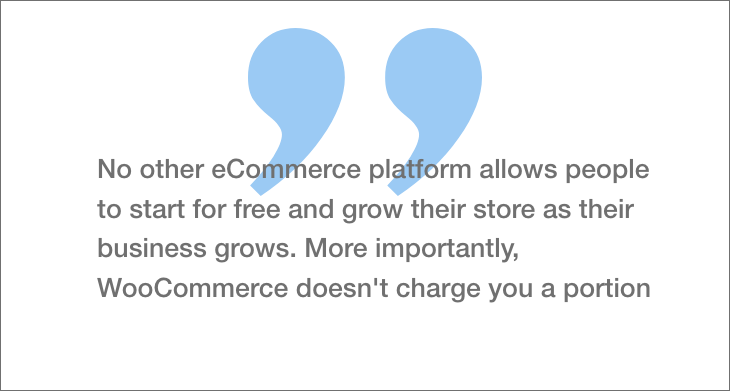 No other eCommerce platform allows people
to start for free and grow their store as their
business grows. More importantly,
WooCommerce doesn't charge you a portion